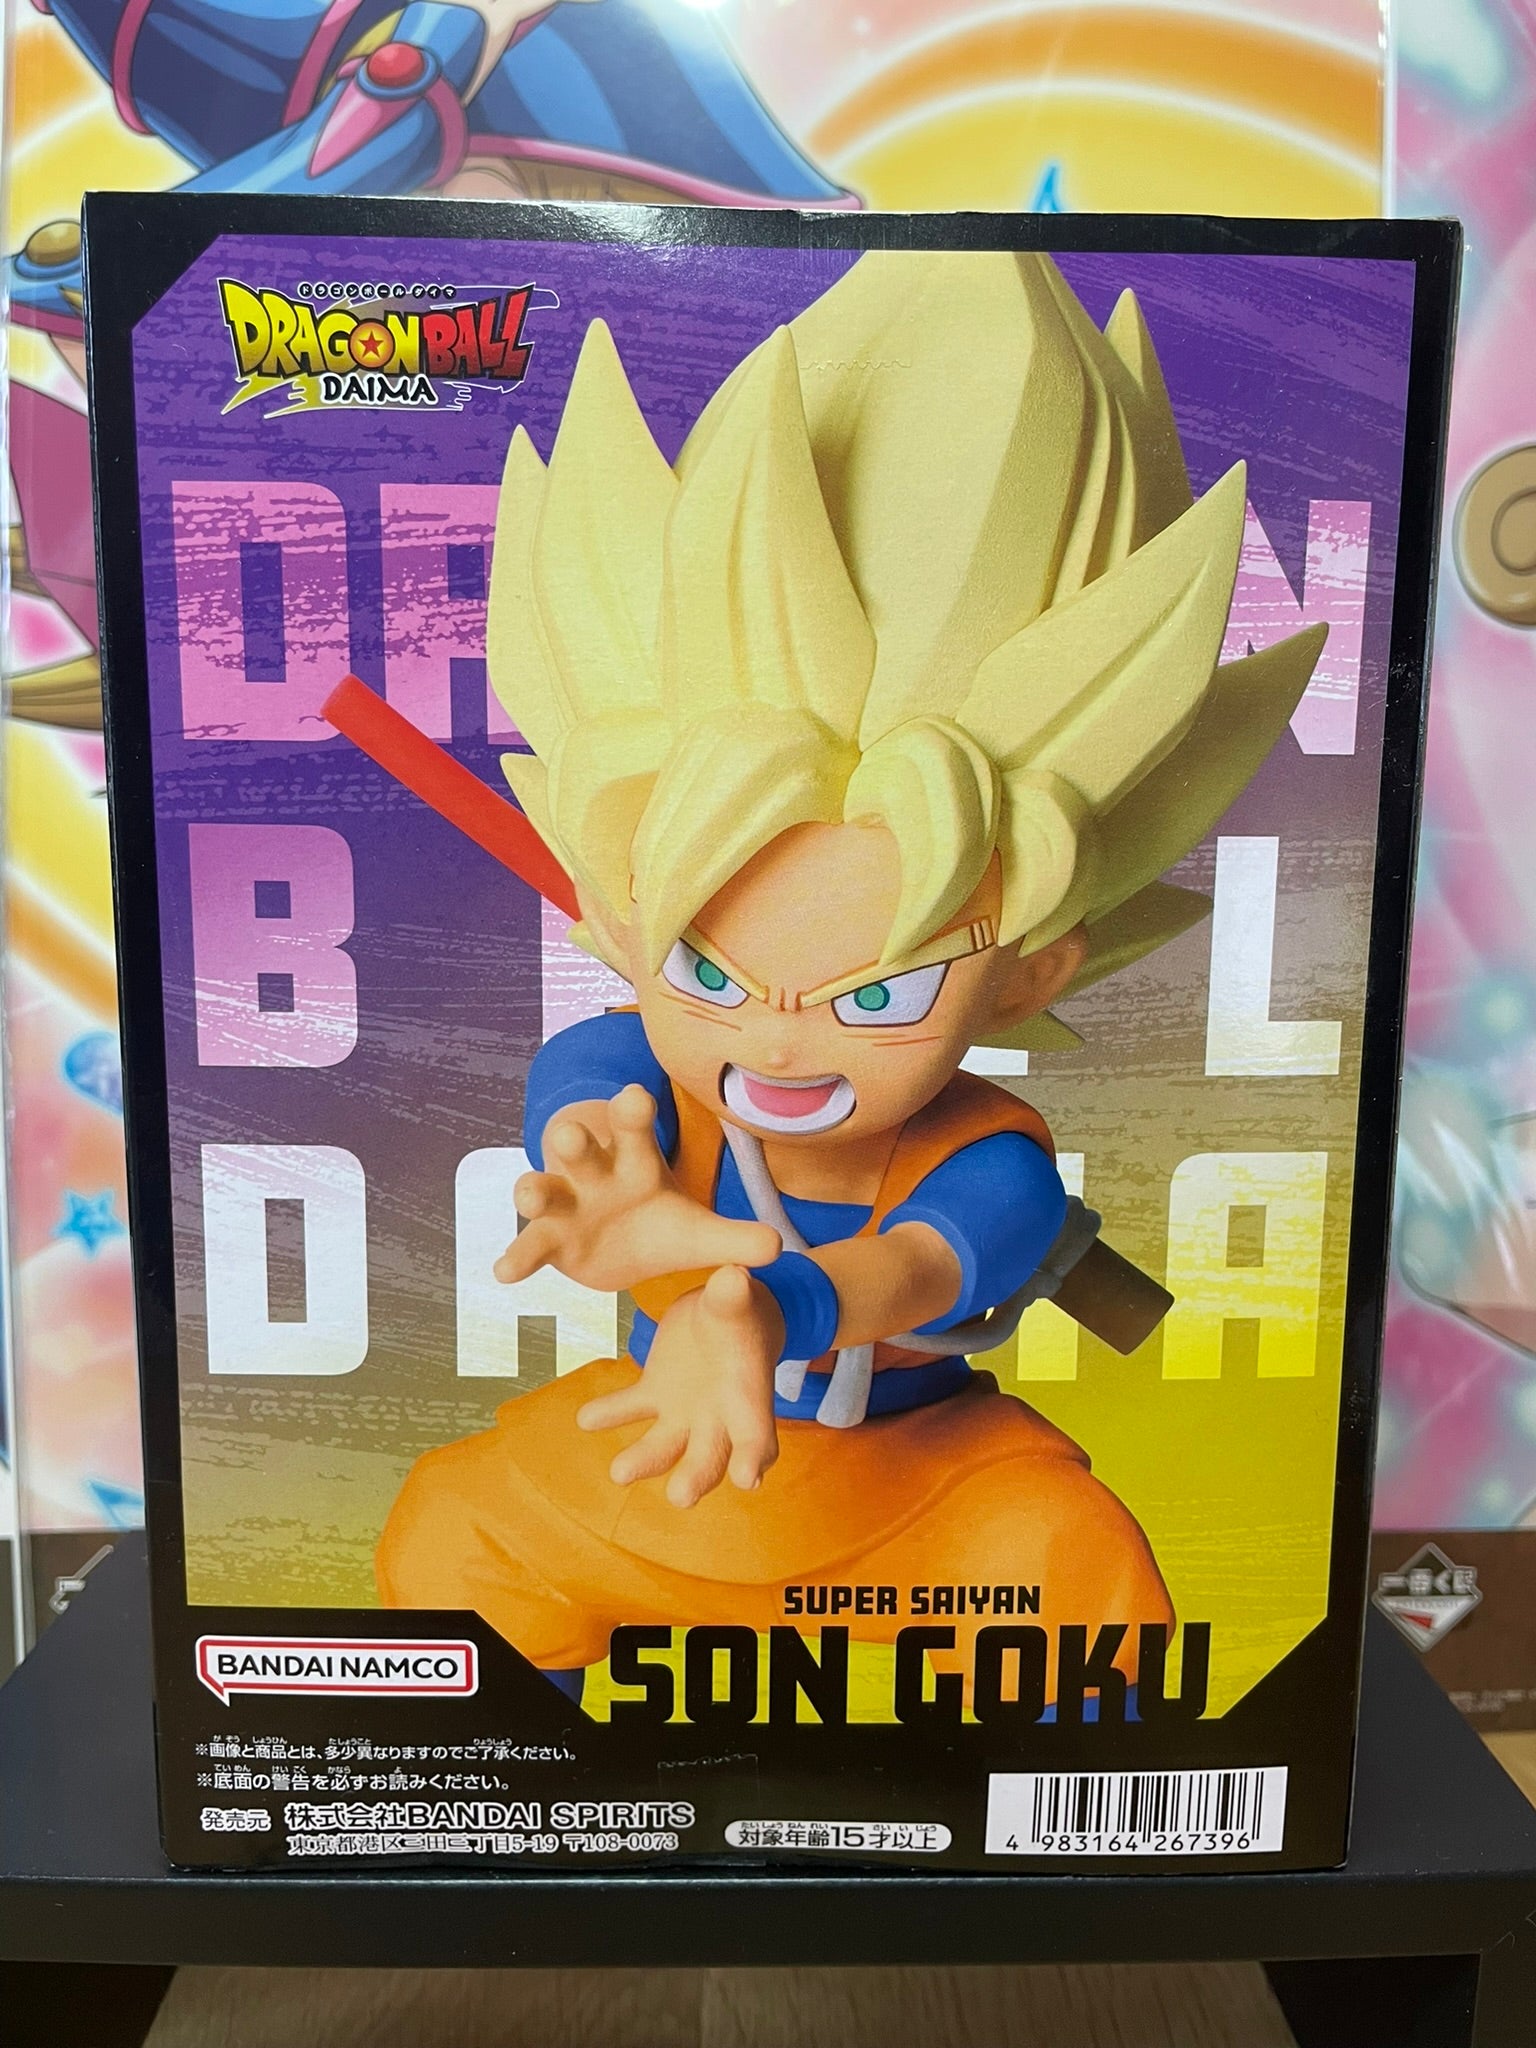 ドラゴンボールダイマ
DRAGON BALL
DAIMA
BANDAI NAMCO
SUPER SAIYAN
SON GOKU
※画像と商品とは、多少異なりますのでご了承ください。
※底面の警告を必ずお読みください。
発売元 株式会社BANDAI SPIRITS
東京都港区三田三丁目5-19 〒108-0073
対象年齢15才以上
4 983164 267396
一番くじ